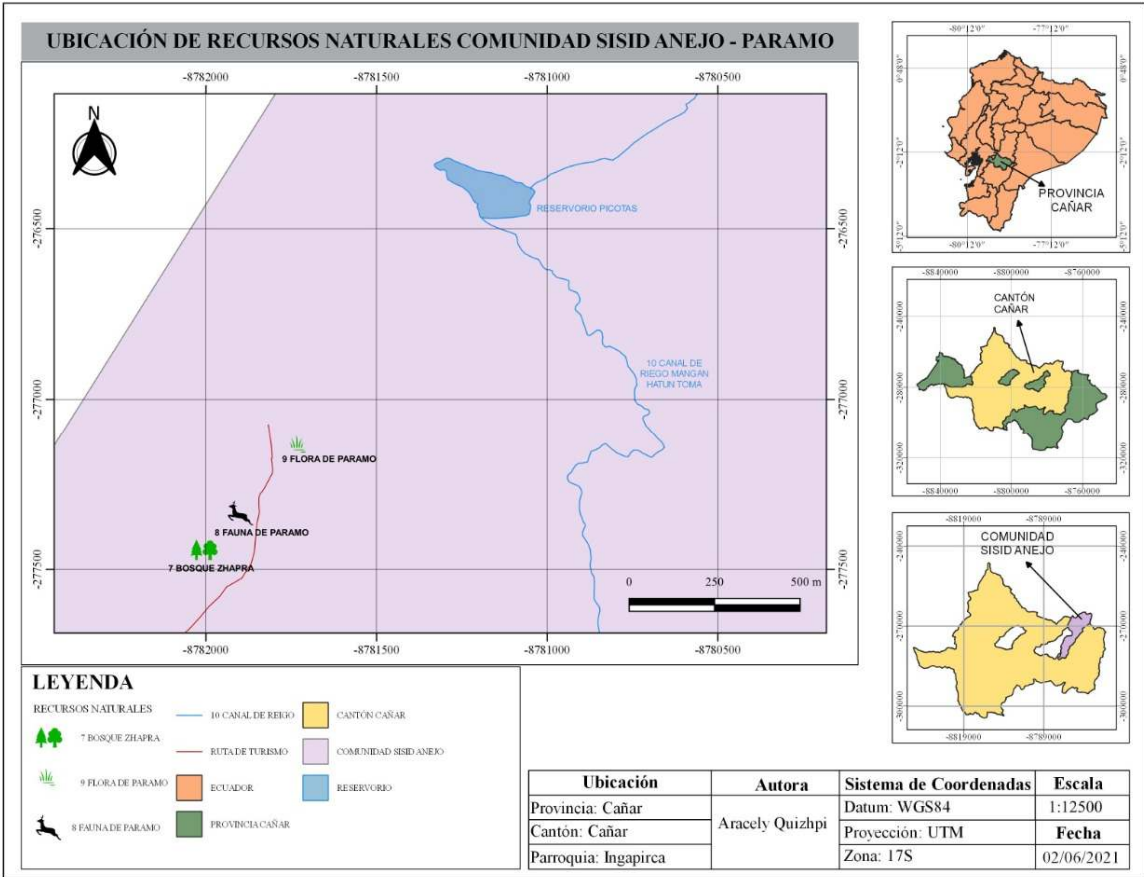 UBICACIÓN DE RECURSOS NATURALES COMUNIDAD SISID ANEJO - PARAMO
-8782000 -8781500 -8781000 -8780500
N
-276500 -276500
-277000 -277000
-277500 -277500
RESERVORIO PICOTAS
10 CANAL DE
RIEGO MANGAN
HATUN TOMA
9 FLORA DE PARAMO
8 FAUNA DE PARAMO
7 BOSQUE ZHAPRA
0 250 500 m
-8782000 -8781500 -8781000 -8780500
-80°12'0" -77°12'0"
0°48'0" 0°48'0"
-2°12'0" -2°12'0"
-5°12'0" -5°12'0"
PROVINCIA
CAÑAR
-80°12'0" -77°12'0"
-8840000 -8800000 -8760000
-240000 -240000
-280000 -280000
-320000 -320000
CANTÓN
CAÑAR
-8840000 -8800000 -8760000
-8819000 -8789000
-240000 -240000
-270000 -270000
-300000 -300000
COMUNIDAD
SISID ANEJO
-8819000 -8789000
LEYENDA
RECURSOS NATURALES
7 BOSQUE ZHAPRA
9 FLORA DE PARAMO
8 FAUNA DE PARAMO
10 CANAL DE REIGO
RUTA DE TURISMO
ECUADOR
PROVINCIA CAÑAR
CANTÓN CAÑAR
COMUNIDAD SISID ANEJO
RESERVORIO
Ubicación Autora Sistema de Coordenadas Escala
Provincia: Cañar Aracely Quizhpi Datum: WGS84 1:12500
Cantón: Cañar Proyección: UTM Fecha
Parroquia: Ingapirca Zona: 17S 02/06/2021